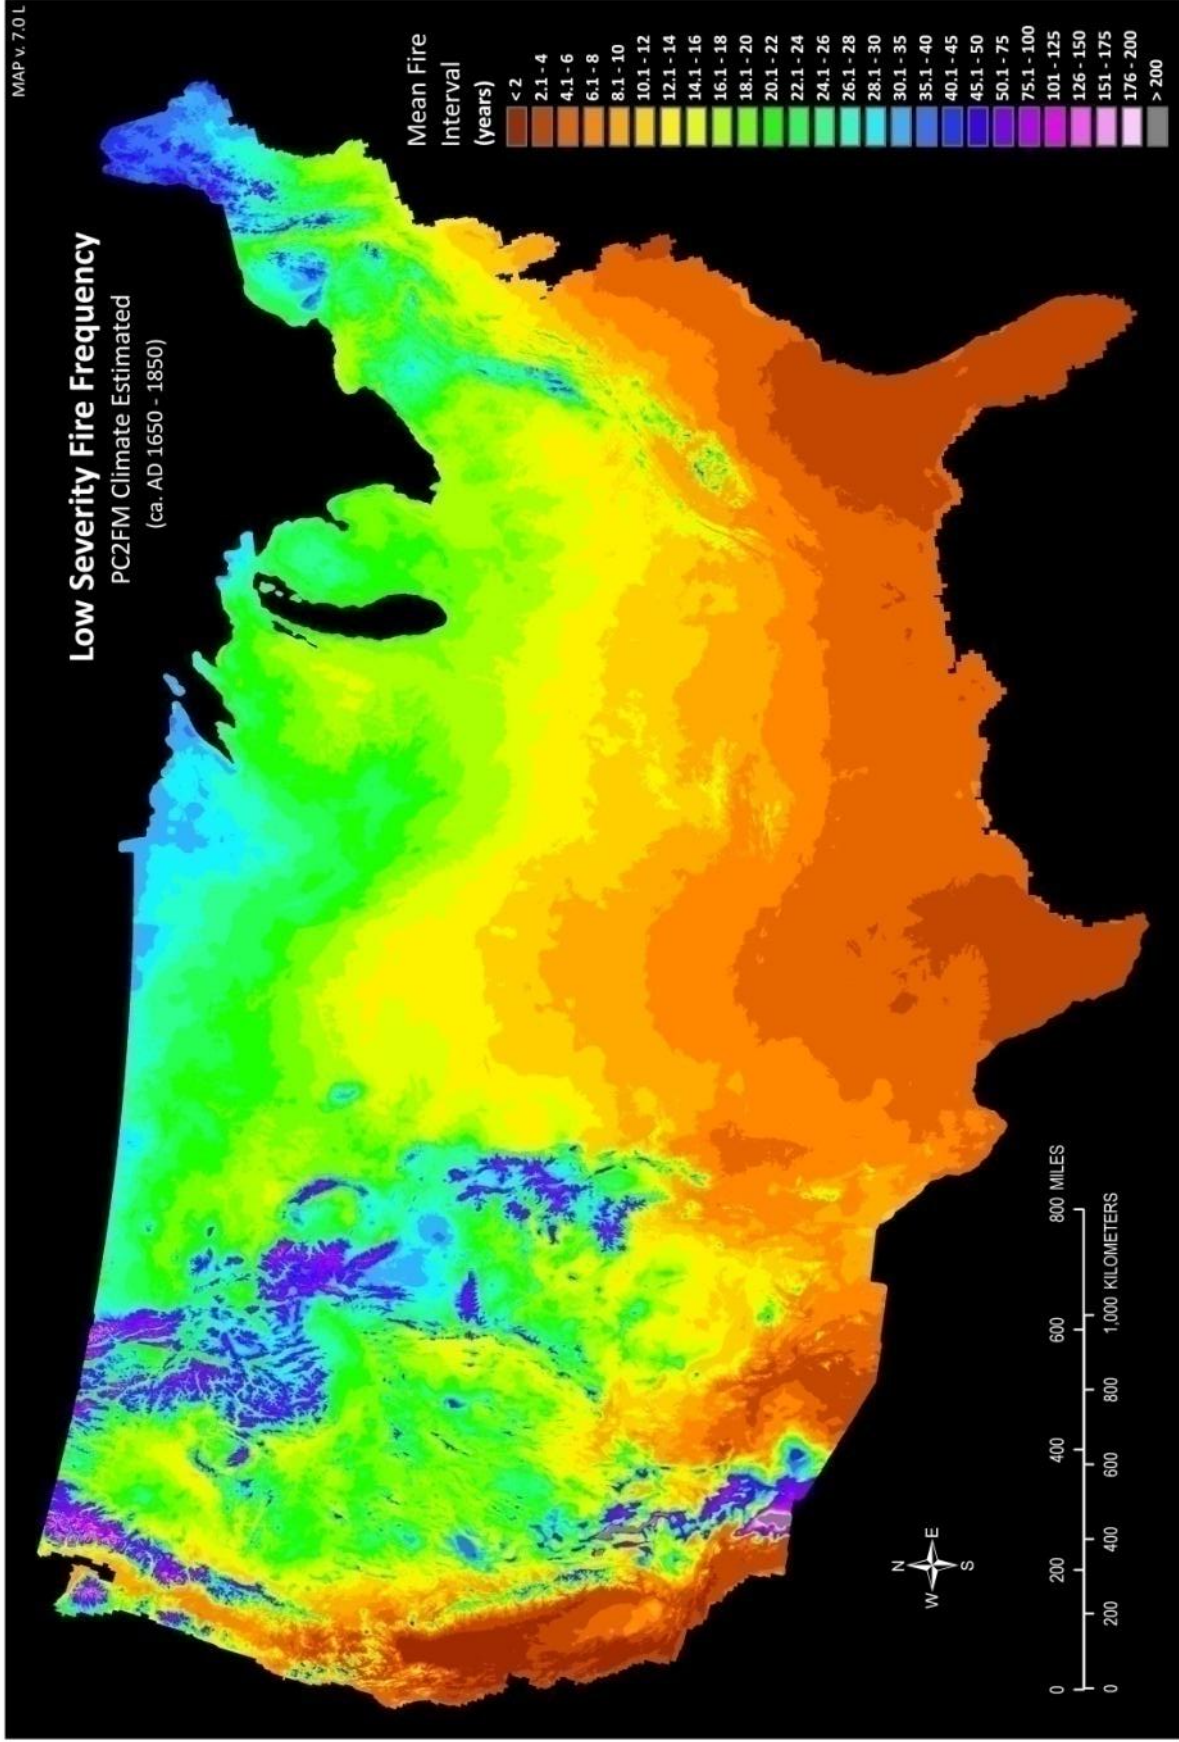 MAP v. 7.0 L
Low Severity Fire Frequency
PC2FM Climate Estimated
(ca. AD 1650 - 1850)
Mean Fire
Interval
(years)
< 2
2.1 - 4
4.1 - 6
6.1 - 8
8.1 - 10
10.1 - 12
12.1 - 14
14.1 - 16
16.1 - 18
18.1 - 20
20.1 - 22
22.1 - 24
24.1 - 26
26.1 - 28
28.1 - 30
30.1 - 35
35.1 - 40
40.1 - 45
45.1 - 50
50.1 - 75
75.1 - 100
101 - 125
126 - 150
151 - 175
176 - 200
> 200
N
W E
S
0 200 400 600 800 MILES
0 200 400 600 800 1,000 KILOMETERS